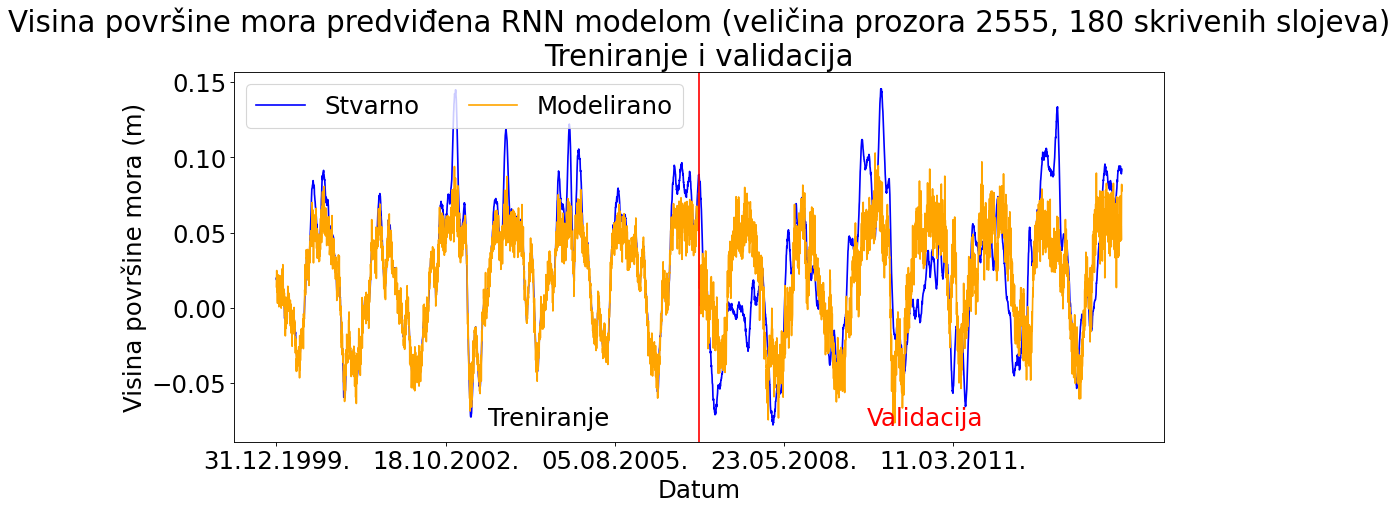 Visina površine mora predviđena RNN modelom (veličina prozora 2555, 180 skrivenih slojeva)
Treniranje i validacija
Stvarno
Modelirano
Visina površine mora (m)
0.15
0.10
0.05
0.00
−0.05
Treniranje
Validacija
31.12.1999.
18.10.2002.
05.08.2005.
23.05.2008.
11.03.2011.
Datum